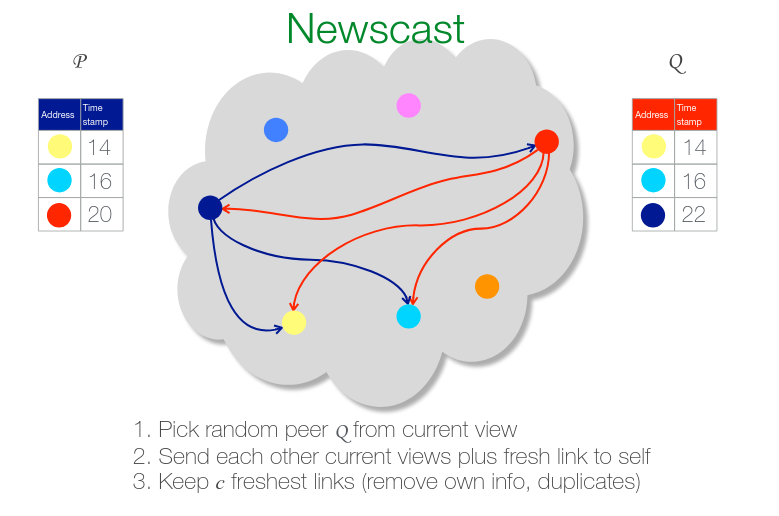 Newscast
P
Q
Address Time stamp
14
16
20
Address Time stamp
14
16
22
1. Pick random peer Q from current view
2. Send each other current views plus fresh link to self
3. Keep c freshest links (remove own info, duplicates)